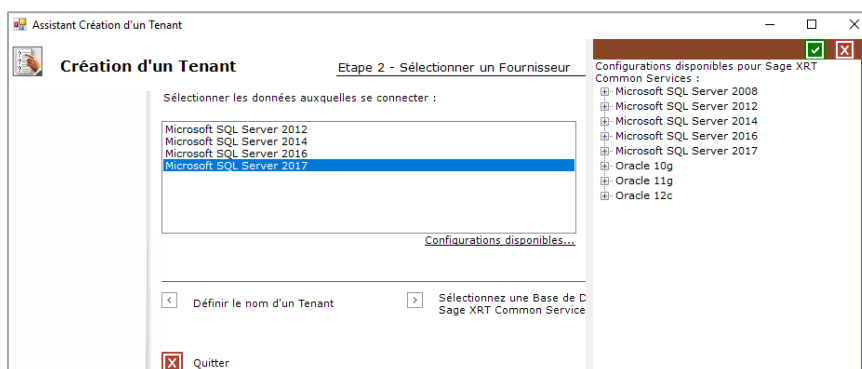 Assistant Création d'un Tenant
Création d'un Tenant
Etape 2 - Sélectionner un Fournisseur
Sélectionner les données auxquelles se connecter :
Microsoft SQL Server 2012
Microsoft SQL Server 2014
Microsoft SQL Server 2016
Microsoft SQL Server 2017
Configurations disponibles...
Définir le nom d'un Tenant
Sélectionnez une Base de D
Sage XRT Common Service
Quitter
Configurations disponibles pour Sage XRT
Common Services :
Microsoft SQL Server 2008
Microsoft SQL Server 2012
Microsoft SQL Server 2014
Microsoft SQL Server 2016
Microsoft SQL Server 2017
Oracle 10g
Oracle 11g
Oracle 12c